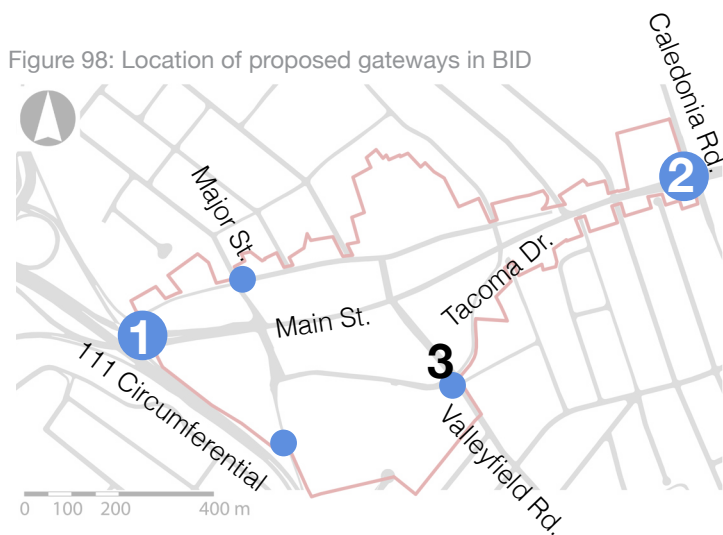 Figure 98: Location of proposed gateways in BID
Caledonia Rd.
2
Major St.
Tacoma Dr.
Main St.
1
3
111 Circumferential
Valleyfield Rd.
0 100 200 400 m